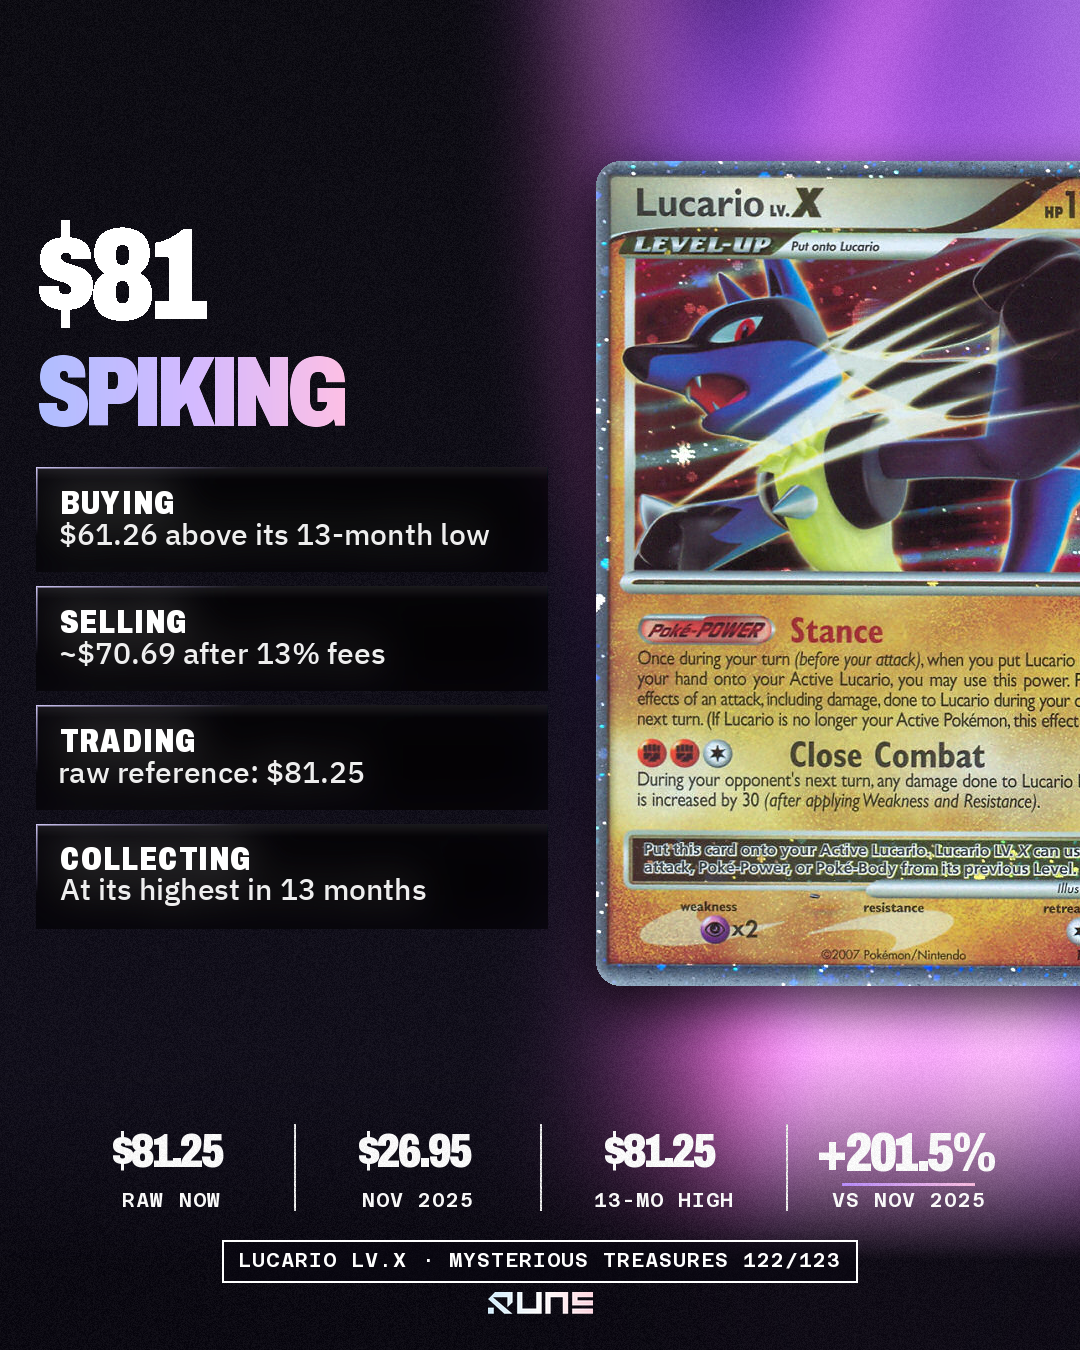 $81
SPIKING
BUYING
$61.26 above its 13-month low
SELLING
~$70.69 after 13% fees
TRADING
raw reference: $81.25
COLLECTING
At its highest in 13 months
Lucario LV.X
HP 1
LEVEL-UP Put onto Lucario
Poké-POWER Stance
Once during your turn (before your attack), when you put Lucario
your hand onto your Active Lucario, you may use this power.
effects of an attack, including damage, done to Lucario during your
next turn. (If Lucario is no longer your Active Pokémon, this effect
Close Combat
During your opponent's next turn, any damage done to Lucario
is increased by 30 (after applying Weakness and Resistance).
Put this card onto your Active Lucario. Lucario LV.X can us
attack, Poké-Power, or Poké-Body from its previous Level.
Illus
weakness resistance retrea
x2
©2007 Pokémon/Nintendo
$81.25 $26.95 $81.25 +201.5%
RAW NOW NOV 2025 13-MO HIGH VS NOV 2025
LUCARIO LV.X · MYSTERIOUS TREASURES 122/123
RUNE